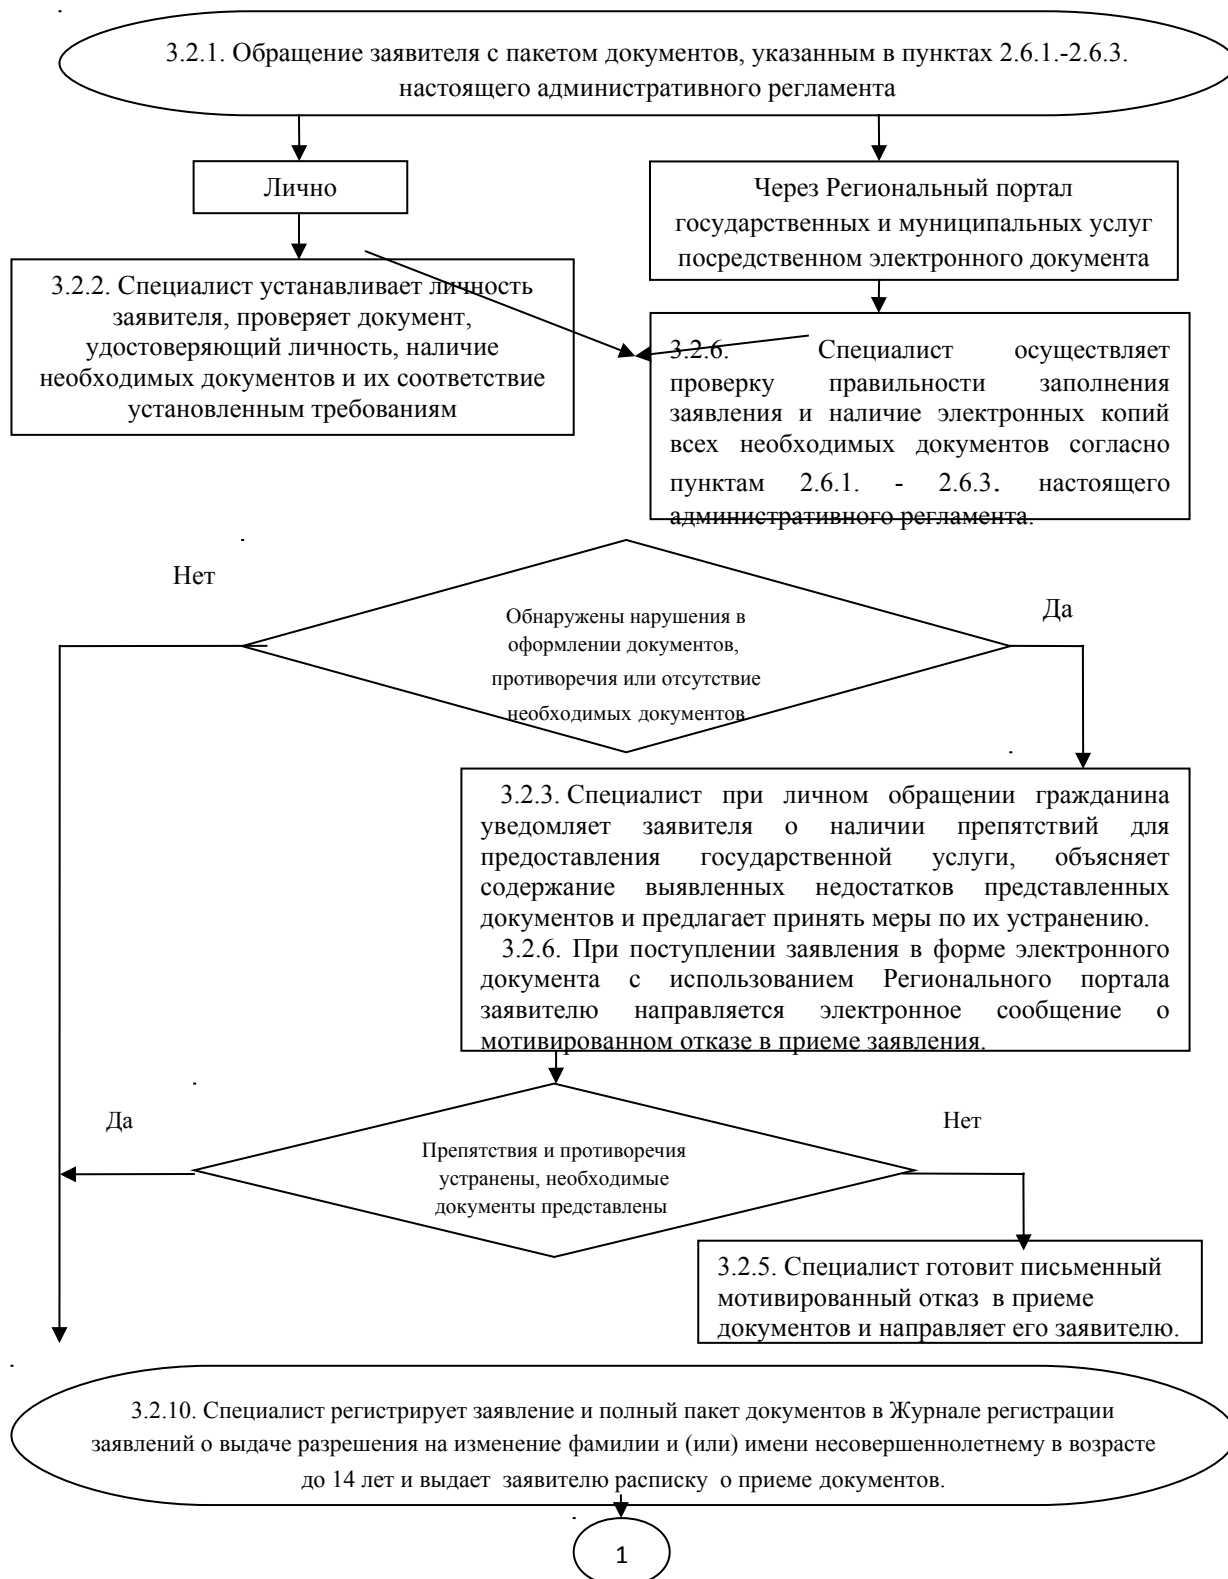 3.2.1. Обращение заявителя с пакетом документов, указанным в пунктах 2.6.1.-2.6.3.
настоящего административного регламента
Лично
Через Региональный портал
государственных и муниципальных услуг
посредственном электронного документа
3.2.2. Специалист устанавливает личность
заявителя, проверяет документ,
удостоверяющий личность, наличие
необходимых документов и их соответствие
установленным требованиям
3.2.6. Специалист осуществляет
проверку правильности заполнения
заявления и наличие электронных копий
всех необходимых документов согласно
пунктам 2.6.1. - 2.6.3. настоящего
административного регламента.
Нет
Да
Обнаружены нарушения в
оформлении документов,
противоречия или отсутствие
необходимых документов
3.2.3. Специалист при личном обращении гражданина
уведомляет заявителя о наличии препятствий для
предоставления государственной услуги, объясняет
содержание выявленных недостатков представленных
документов и предлагает принять меры по их устранению.
3.2.6. При поступлении заявления в форме электронного
документа с использованием Регионального портала
заявителю направляется электронное сообщение о
мотивированном отказе в приеме заявления.
Да
Нет
Препятствия и противоречия
устранены, необходимые
документы представлены
3.2.5. Специалист готовит письменный
мотивированный отказ в приеме
документов и направляет его заявителю.
3.2.10. Специалист регистрирует заявление и полный пакет документов в Журнале регистрации
заявлений о выдаче разрешения на изменение фамилии и (или) имени несовершеннолетнему в возрасте
до 14 лет и выдает заявителю расписку о приеме документов.
1